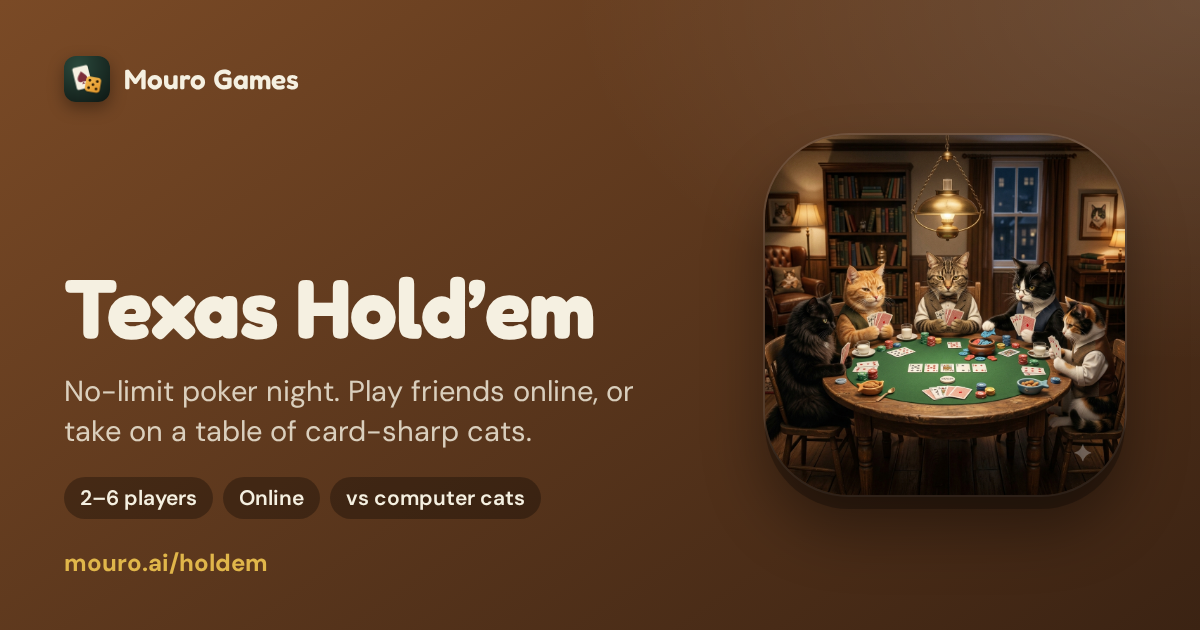 Mouro Games
Texas Hold’em
No-limit poker night. Play friends online, or
take on a table of card-sharp cats.
2–6 players
Online
vs computer cats
mouro.ai/holdem